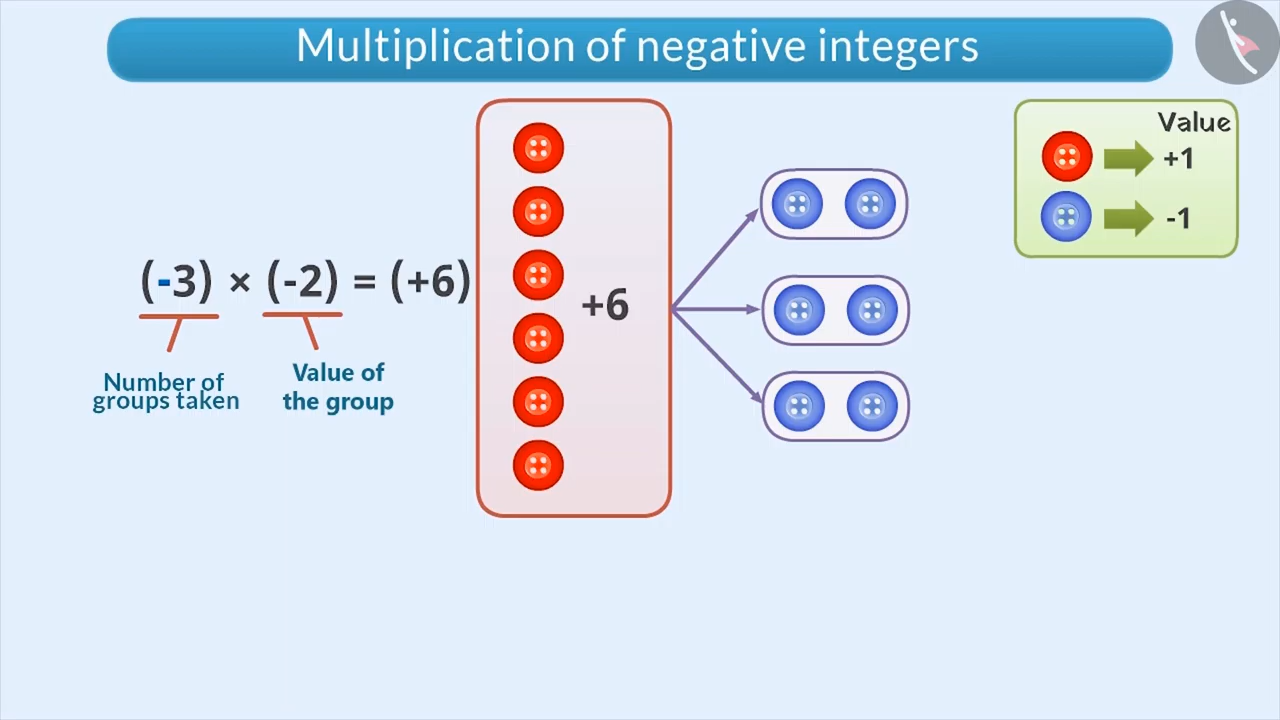 Multiplication of negative integers
Value
+1
-1
(-3) × (-2) = (+6)
+6
Number of
groups taken
Value of
the group